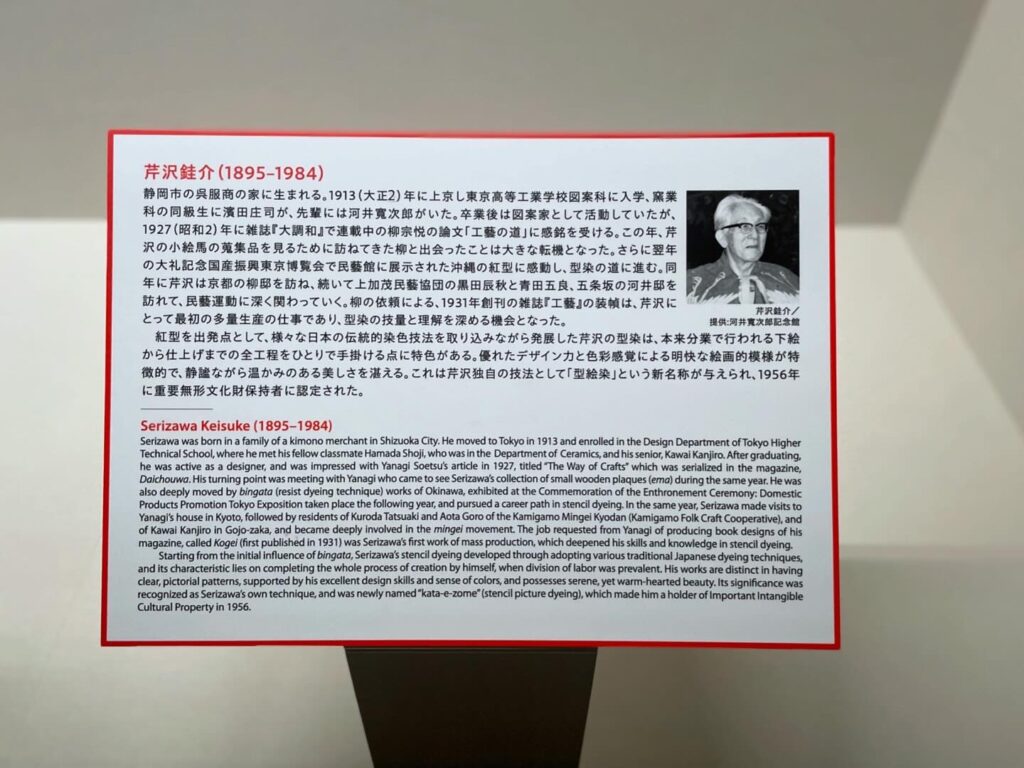 芹沢銈介(1895–1984)
静岡市の呉服商の家に生まれる。1913(大正2)年に上京し東京高等工業学校図案科に入学、窯業
科の同級生に濱田庄司が、先輩には河井寬次郎がいた。卒業後は図案家として活動していたが、
1927(昭和2)年に雑誌『大調和』で連載中の柳宗悦の論文「工藝の道」に感銘を受ける。この年、芹
沢の小絵馬の蒐集品を見るために訪ねてきた柳と出会ったことは大きな転機となった。さらに翌年
の大礼記念国産振興東京博覧会で民藝館に展示された沖縄の紅型に感動し、型染の道に進む。同
年に芹沢は京都の柳邸を訪ね、続いて上加茂民藝協団の黒田辰秋と青田五良、五条坂の河井邸を
訪れて、民藝運動に深く関わっていく。柳の依頼による、1931年創刊の雑誌『工藝』の装幀は、芹沢に
とって最初の多量生産の仕事であり、型染の技量と理解を深める機会となった。
紅型を出発点として、様々な日本の伝統的染色技法を取り込みながら発展した芹沢の型染は、本来分業で行われる下絵
から仕上げまでの全工程をひとりで手掛ける点に特色がある。優れたデザイン力と色彩感覚による明快な絵画的模様が特
徴的で、静謐ながら温かみのある美しさを湛える。これは芹沢独自の技法として「型絵染」という新名称が与えられ、1956年
に重要無形文化財保持者に認定された。
芹沢銈介/
提供:河井寬次郎記念館
Serizawa Keisuke (1895–1984)
Serizawa was born in a family of a kimono merchant in Shizuoka City. He moved to Tokyo in 1913 and enrolled in the Design Department of Tokyo Higher
Technical School, where he met his fellow classmate Hamada Shoji, who was in the Department of Ceramics, and his senior, Kawai Kanjiro. After graduating,
he was active as a designer, and was impressed with Yanagi Soetsu's article in 1927, titled "The Way of Crafts" which was serialized in the magazine,
Daichouwa. His turning point was meeting with Yanagi who came to see Serizawa's collection of small wooden plaques (ema) during the same year. He was
also deeply moved by bingata (resist dyeing technique) works of Okinawa, exhibited at the Commemoration of the Enthronement Ceremony: Domestic
Products Promotion Tokyo Exposition taken place the following year, and pursued a career path in stencil dyeing. In the same year, Serizawa made visits to
Yanagi's house in Kyoto, followed by residents of Kuroda Tatsuaki and Aota Goro of the Kamigamo Mingei Kyodan (Kamigamo Folk Craft Cooperative), and
of Kawai Kanjiro in Gojo-zaka, and became deeply involved in the mingei movement. The job requested from Yanagi of producing book designs of his
magazine, called Kogei (first published in 1931) was Serizawa's first work of mass production, which deepened his skills and knowledge in stencil dyeing.
Starting from the initial influence of bingata, Serizawa's stencil dyeing developed through adopting various traditional Japanese dyeing techniques,
and its characteristic lies on completing the whole process of creation by himself, when division of labor was prevalent. His works are distinct in having
clear, pictorial patterns, supported by his excellent design skills and sense of colors, and possesses serene, yet warm-hearted beauty. Its significance was
recognized as Serizawa's own technique, and was newly named "kata-e-zome" (stencil picture dyeing), which made him a holder of Important Intangible
Cultural Property in 1956.